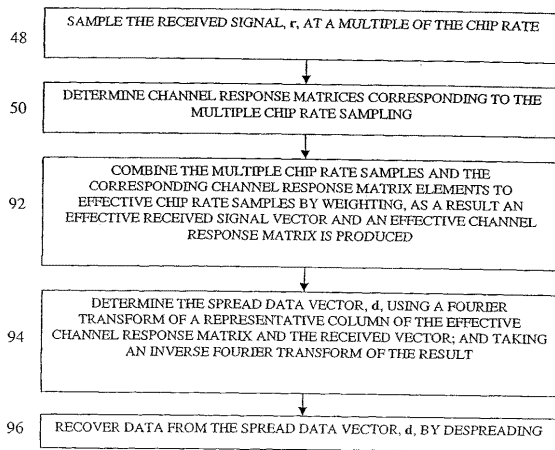 48
SAMPLE THE RECEIVED SIGNAL, r, AT A MULTIPLE OF THE CHIP RATE
50
DETERMINE CHANNEL RESPONSE MATRICES CORRESPONDING TO THE
MULTIPLE CHIP RATE SAMPLING
92
COMBINE THE MULTIPLE CHIP RATE SAMPLES AND THE
CORRESPONDING CHANNEL RESPONSE MATRIX ELEMENTS TO
EFFECTIVE CHIP RATE SAMPLES BY WEIGHTING, AS A RESULT AN
EFFECTIVE RECEIVED SIGNAL VECTOR AND AN EFFECTIVE CHANNEL
RESPONSE MATRIX IS PRODUCED
94
DETERMINE THE SPREAD DATA VECTOR, d, USING A FOURIER
TRANSFORM OF A REPRESENTATIVE COLUMN OF THE EFFECTIVE
CHANNEL RESPONSE MATRIX AND THE RECEIVED VECTOR; AND TAKING
AN INVERSE FOURIER TRANSFORM OF THE RESULT
96
RECOVER DATA FROM THE SPREAD DATA VECTOR, d, BY DESPREADING